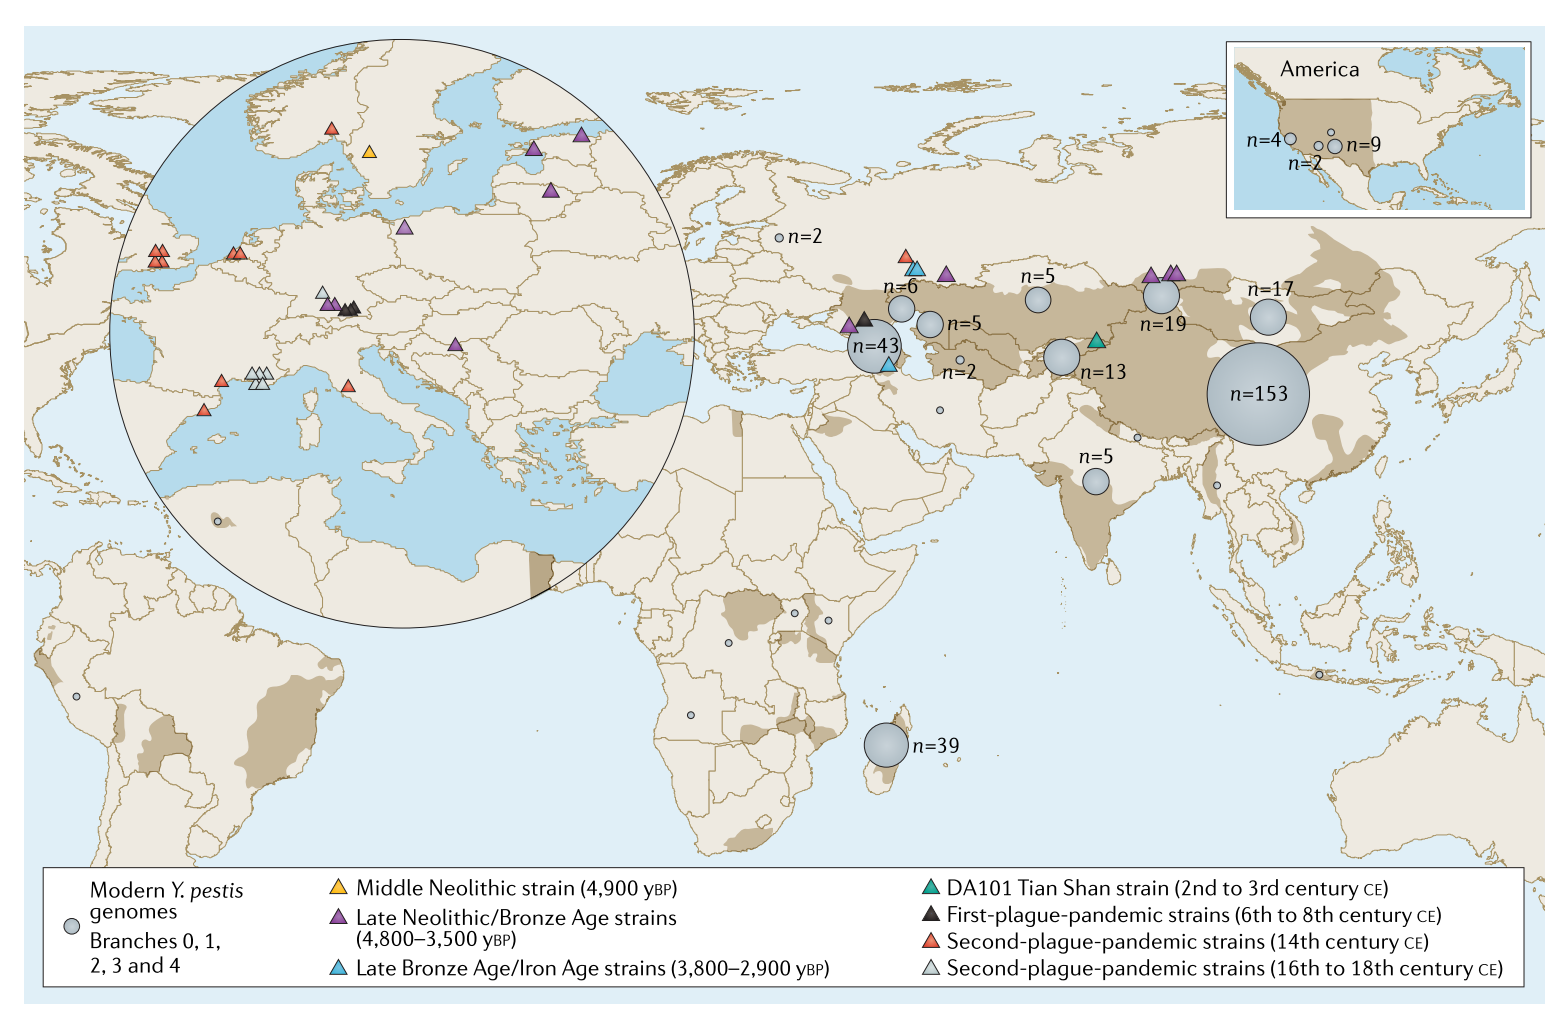 America
n=4
n=9
n=2
n=2
n=6
n=5
n=17
n=5
n=19
n=43
n=2
n=13
n=153
n=5
n=39
Modern Y. pestis
genomes
Branches 0, 1,
2, 3 and 4
Middle Neolithic strain (4,900 yBP)
Late Neolithic/Bronze Age strains
(4,800–3,500 yBP)
Late Bronze Age/Iron Age strains (3,800–2,900 yBP)
DA101 Tian Shan strain (2nd to 3rd century CE)
First-plague-pandemic strains (6th to 8th century CE)
Second-plague-pandemic strains (14th century CE)
Second-plague-pandemic strains (16th to 18th century CE)